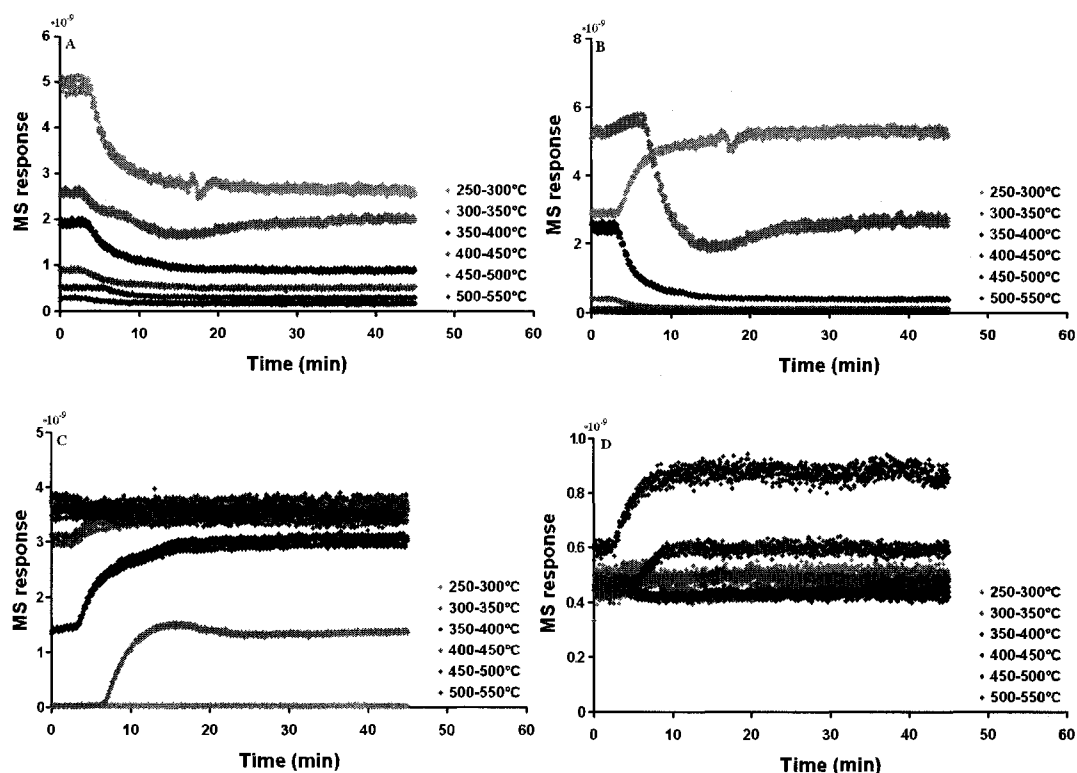 *10⁻⁹
A
6
5
4
3
2
1
0
MS response
0 10 20 30 40 50 60
Time (min)
250-300°C
300-350°C
350-400°C
400-450°C
450-500°C
500-550°C
*10⁻⁹
B
8
6
4
2
0
MS response
0 10 20 30 40 50 60
Time (min)
250-300°C
300-350°C
350-400°C
400-450°C
450-500°C
500-550°C
*10⁻⁹
C
5
4
3
2
1
0
MS response
0 10 20 30 40 50 60
Time (min)
250-300°C
300-350°C
350-400°C
400-450°C
450-500°C
500-550°C
*10⁻⁹
D
1.0
0.8
0.6
0.4
0.2
0
MS response
0 10 20 30 40 50 60
Time (min)
250-300°C
300-350°C
350-400°C
400-450°C
450-500°C
500-550°C